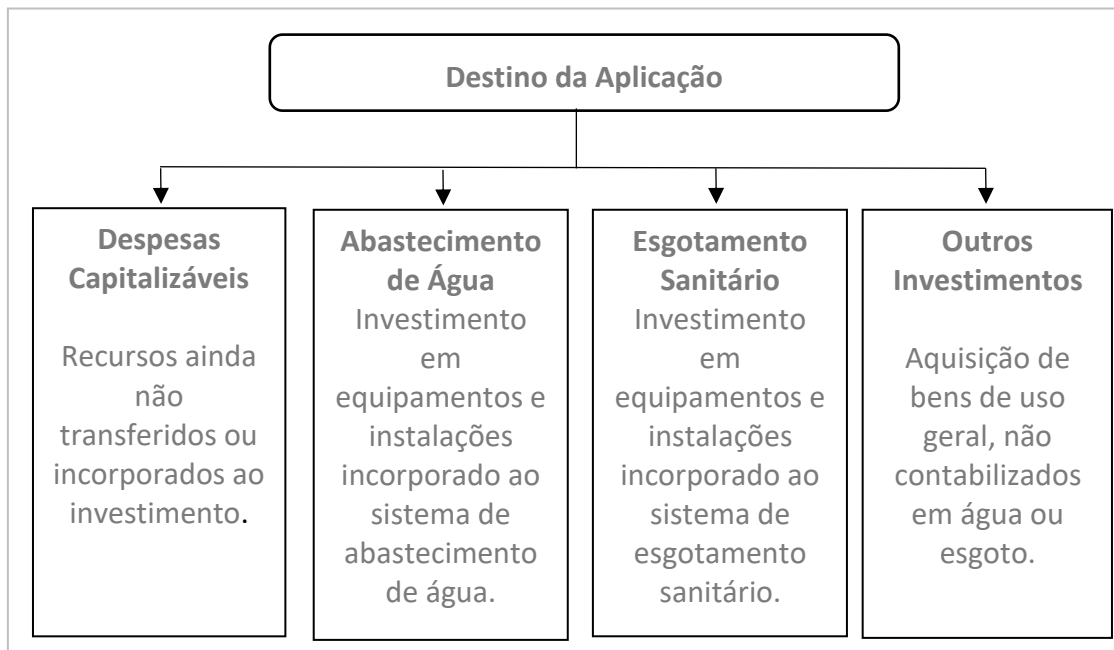 Destino da Aplicação
Despesas
Capitalizáveis
Recursos ainda
não
transferidos ou
incorporados ao
investimento.
Abastecimento
de Água
Investimento
em
equipamentos e
instalações
incorporado ao
sistema de
abastecimento
de água.
Esgotamento
Sanitário
Investimento
em
equipamentos e
instalações
incorporado ao
sistema de
esgotamento
sanitário.
Outros
Investimentos
Aquisição de
bens de uso
geral, não
contabilizados
em água ou
esgoto.